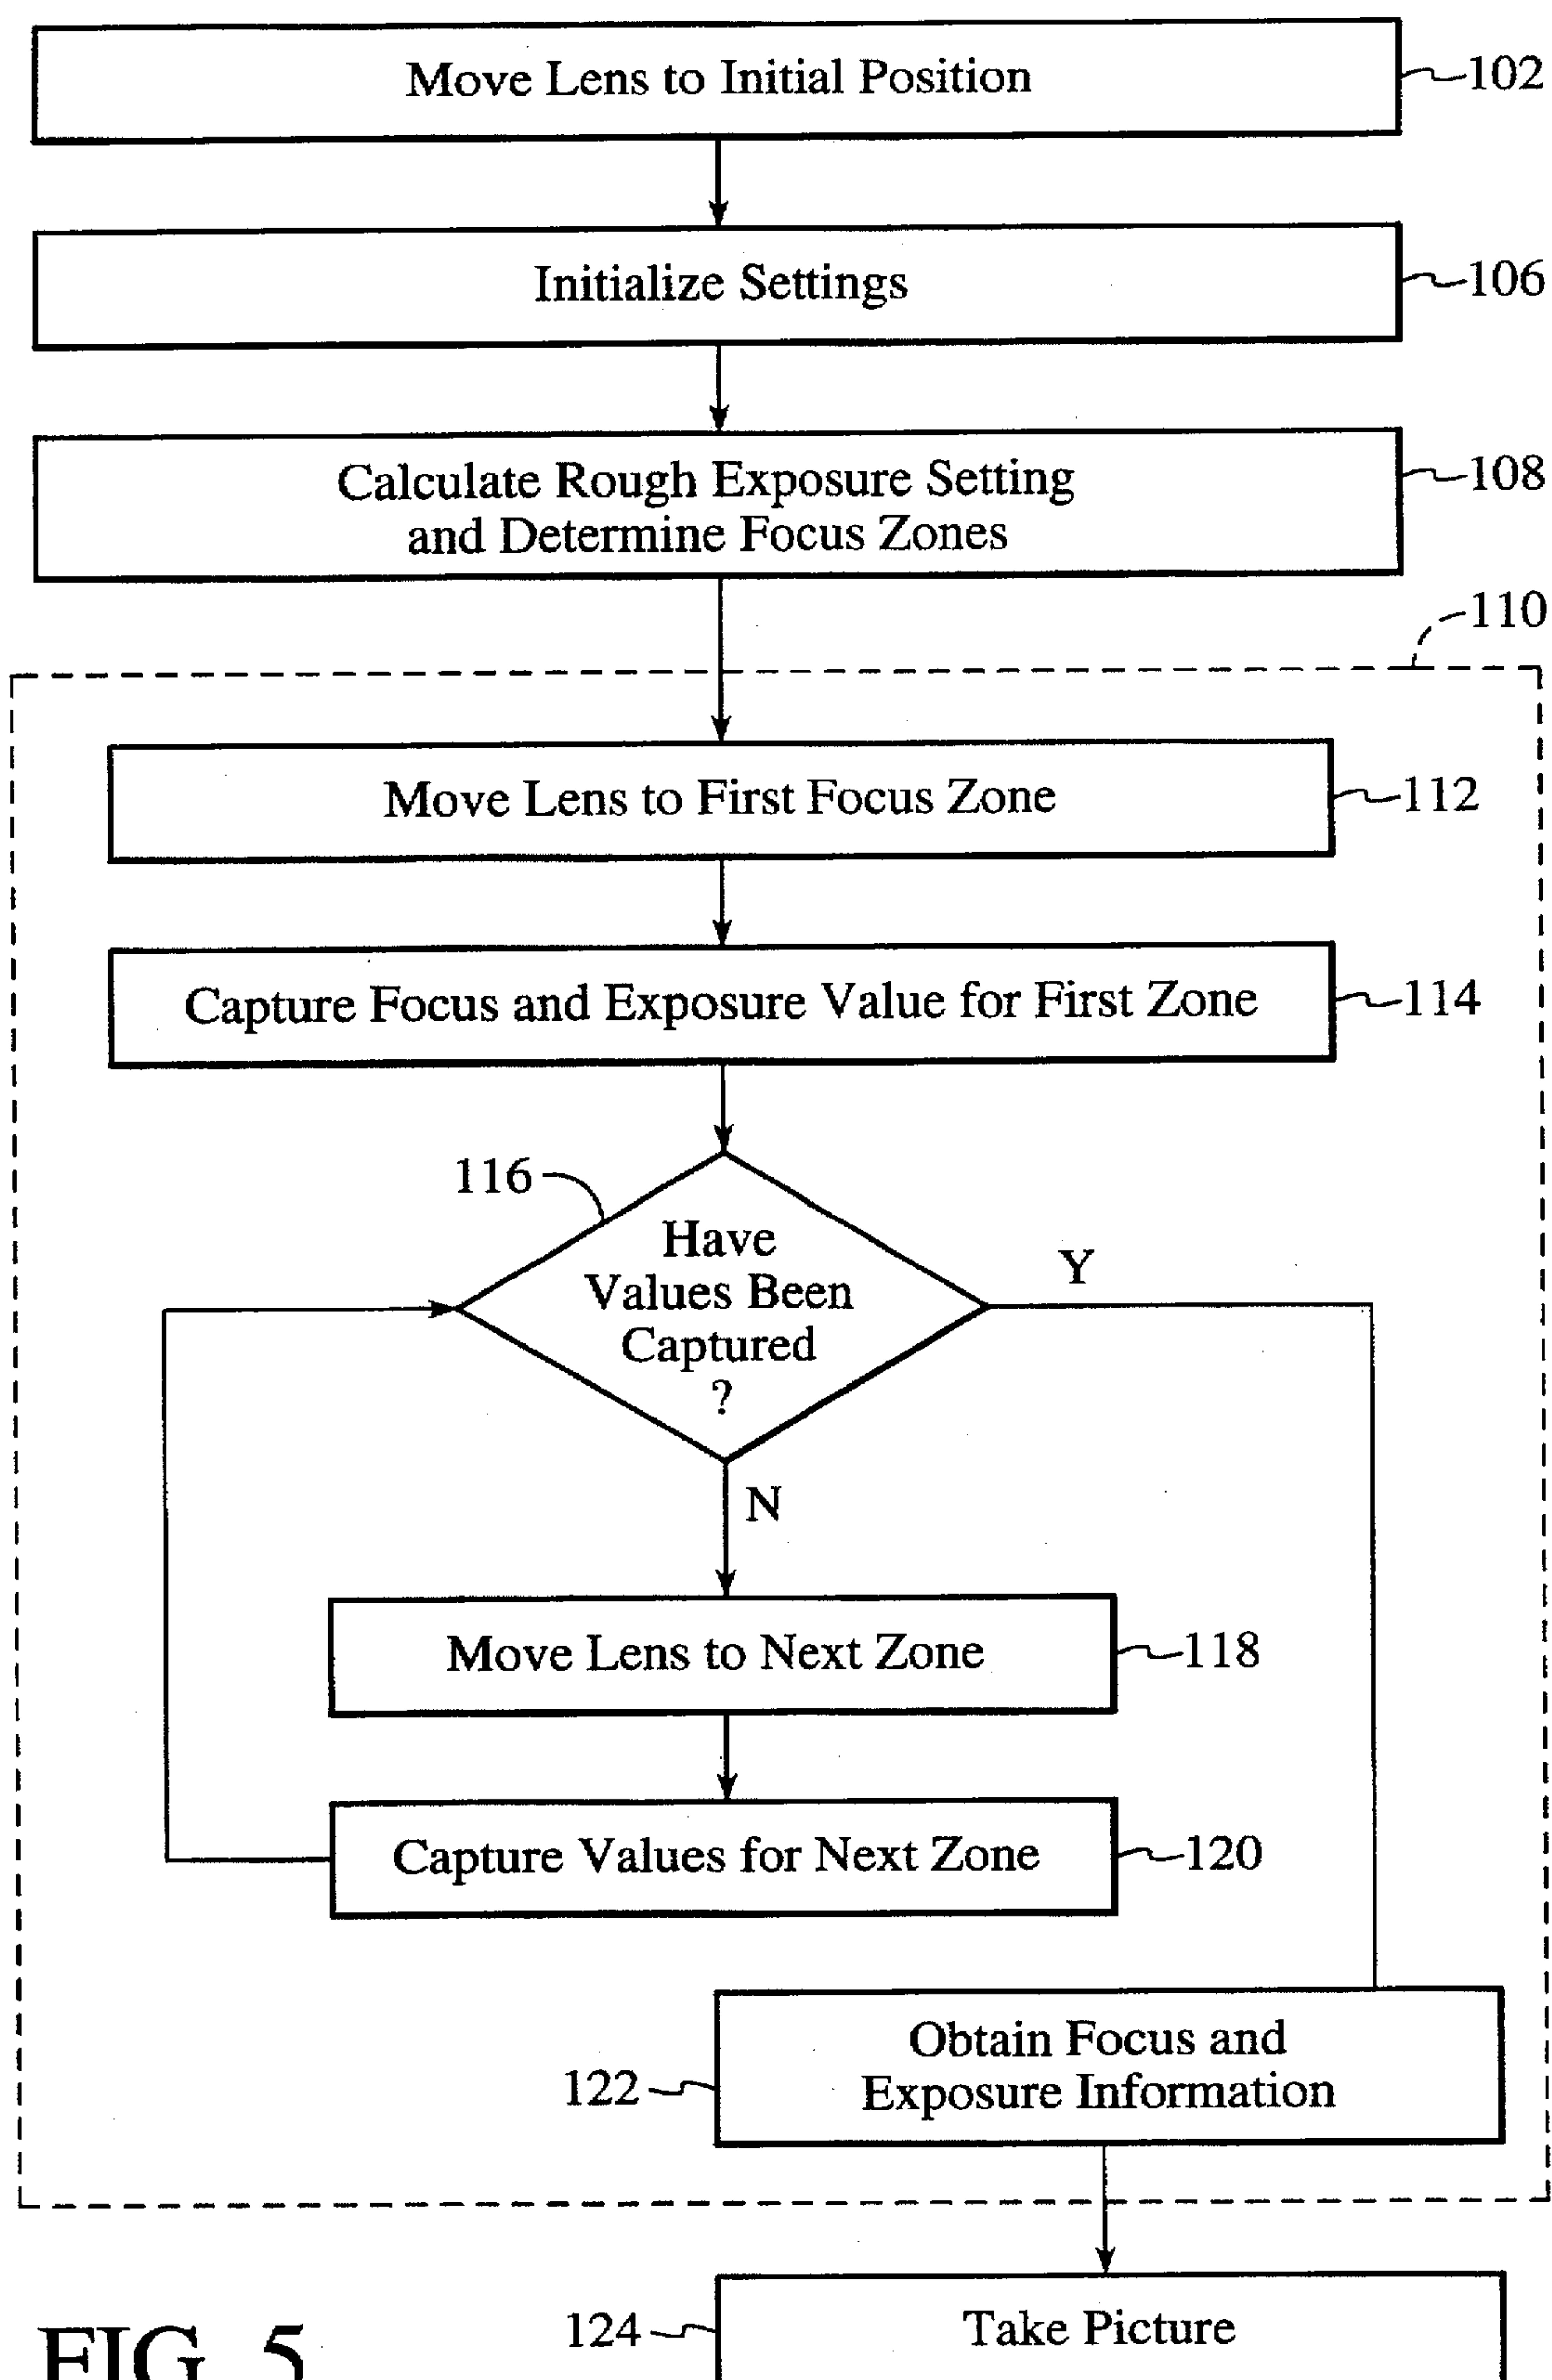 Move Lens to Initial Position
102
Initialize Settings
106
Calculate Rough Exposure Setting
and Determine Focus Zones
108
110
Move Lens to First Focus Zone
112
Capture Focus and Exposure Value for First Zone
114
116
Have
Values Been
Captured
?
Y
N
Move Lens to Next Zone
118
Capture Values for Next Zone
120
Obtain Focus and
Exposure Information
122
124
Take Picture
FIG. 5